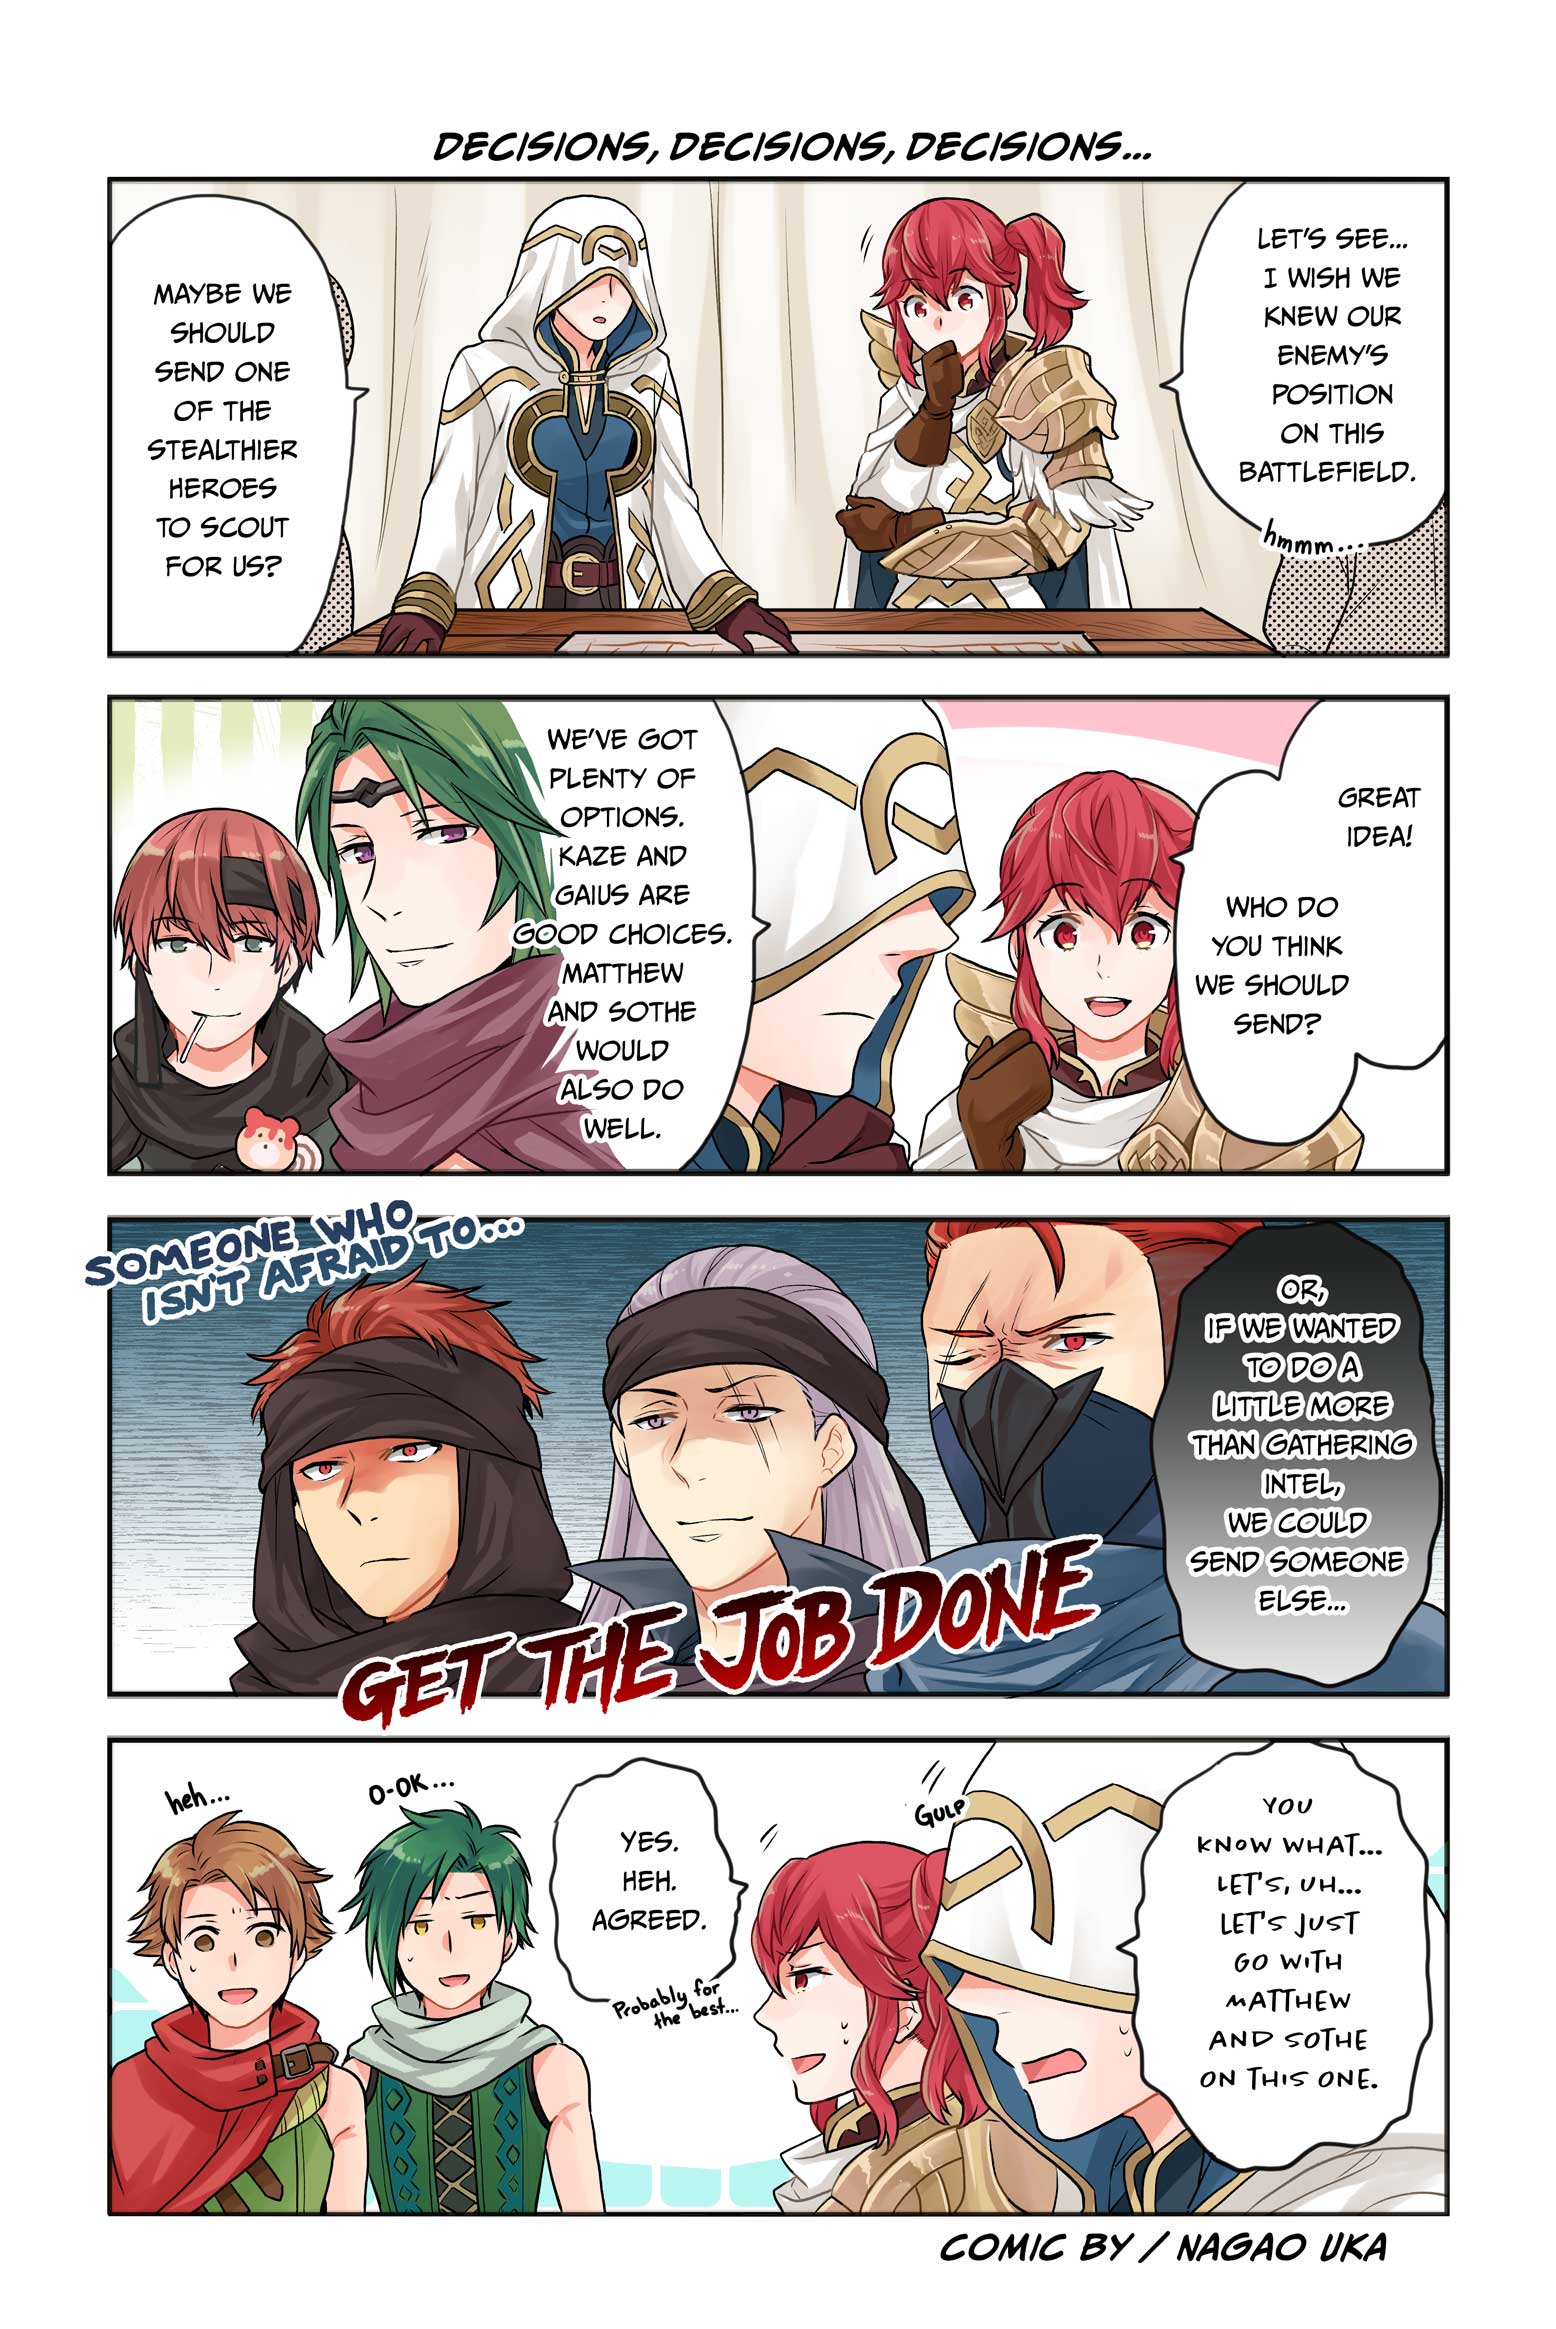 DECISIONS, DECISIONS, DECISIONS...
LET'S SEE...
I WISH WE
KNEW OUR
ENEMY'S
POSITION
ON THIS
BATTLEFIELD.
hmmm...
MAYBE WE
SHOULD
SEND ONE
OF THE
STEALTHIER
HEROES
TO SCOUT
FOR US?
GREAT
IDEA!
WHO DO
YOU THINK
WE SHOULD
SEND?
WE'VE GOT
PLENTY OF
OPTIONS.
KAZE AND
GAIUS ARE
GOOD CHOICES.
MATTHEW
AND SOTHE
WOULD
ALSO DO
WELL.
OR,
IF WE WANTED
TO DO A
LITTLE MORE
THAN GATHERING
INTEL,
WE COULD
SEND SOMEONE
ELSE...
SOMEONE WHO
ISN'T AFRAID TO...
GET THE JOB DONE
YOU
KNOW WHAT...
LET'S, UH...
LET'S JUST
GO WITH
MATTHEW
AND SOTHE
ON THIS ONE.
GULP
YES.
HEH.
AGREED.
Probably for
the best...
O-OK...
heh...
COMIC BY / NAGAO UKA